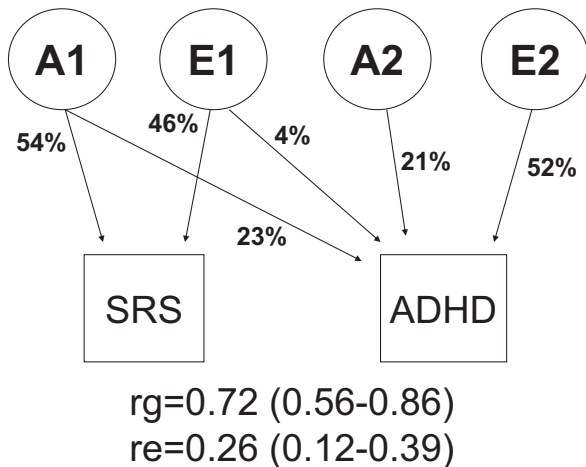 A1 E1 A2 E2
54% 46% 4% 21% 52%
23%
SRS ADHD
rg=0.72 (0.56-0.86)
re=0.26 (0.12-0.39)